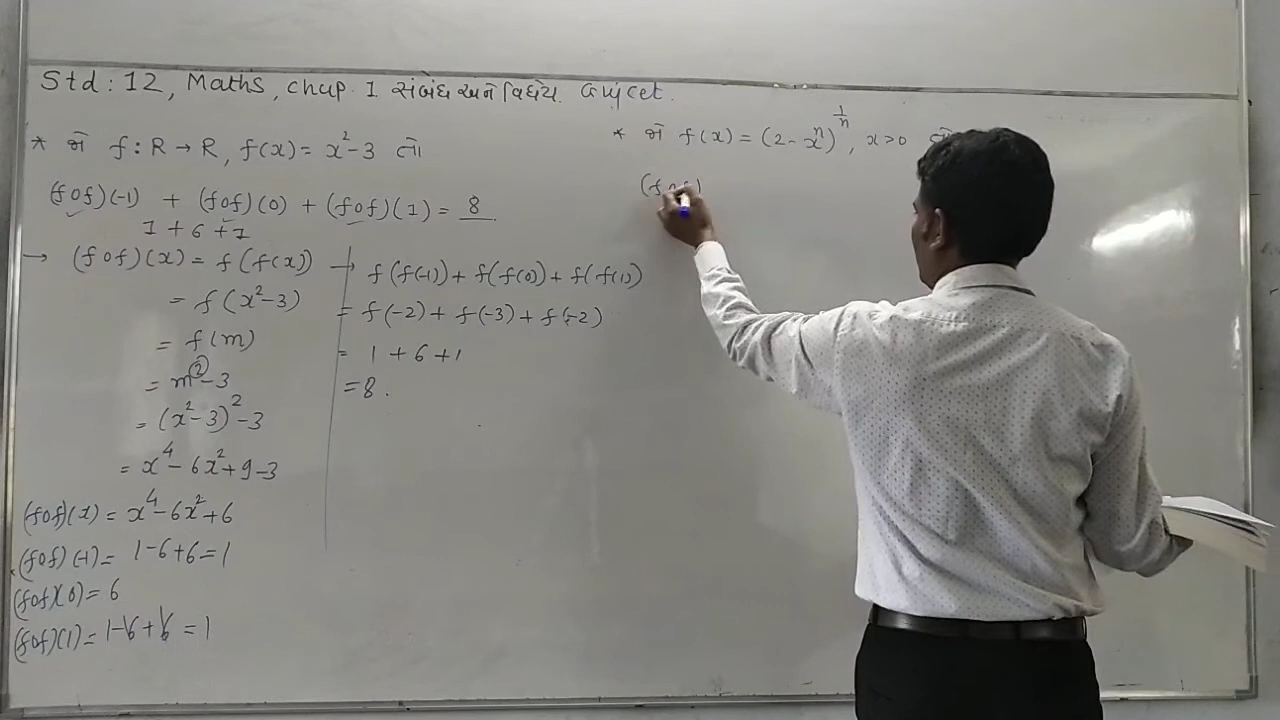 Std : 12, Maths, chap. 1 સંબંધ અને વિધેય. Gujcet.
* જો f : R → R, f(x) = x² - 3 તો
(fof)(-1) + (fof)(0) + (fof)(1) = 8.
1 + 6 + 1
→ (fof)(x) = f(f(x))
= f(x² - 3)
= f(m)
= m² - 3
= (x² - 3)² - 3
= x⁴ - 6x² + 9 - 3
(fof)(x) = x⁴ - 6x² + 6
(fof)(-1) = 1 - 6 + 6 = 1
(fof)(0) = 6
(fof)(1) = 1 - 6 + 6 = 1
→ f(f(-1)) + f(f(0)) + f(f(1))
= f(-2) + f(-3) + f(-2)
= 1 + 6 + 1
= 8.
* જો f(x) = (2 - xⁿ)^(1/n), x > 0 તો
(fof)